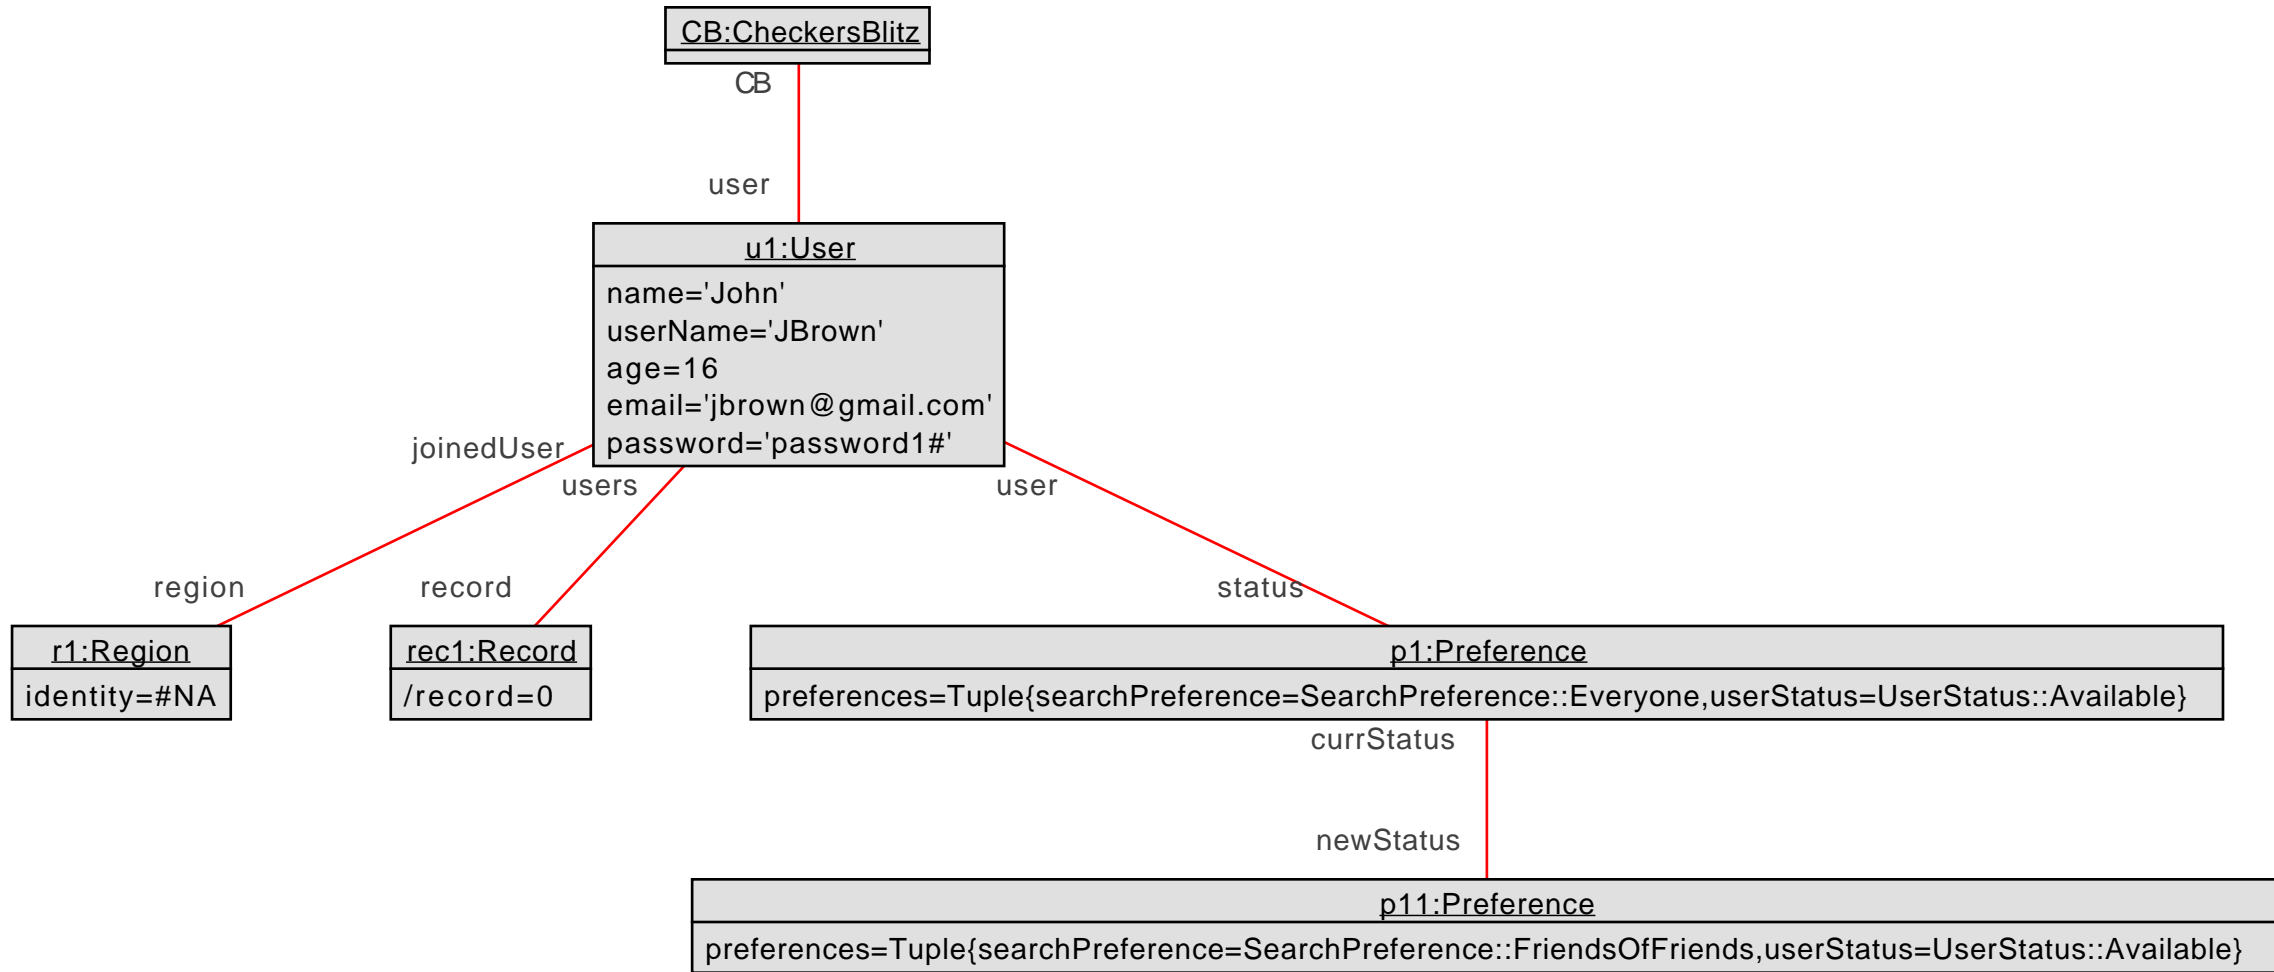 CB:CheckersBlitz
CB
user
u1:User
name='John'
userName='JBrown'
age=16
email='jbrown@gmail.com'
password='password1#'
joinedUser
users
user
region
record
status
r1:Region
identity=#NA
rec1:Record
/record=0
p1:Preference
preferences=Tuple{searchPreference=SearchPreference::Everyone,userStatus=UserStatus::Available}
currStatus
newStatus
p11:Preference
preferences=Tuple{searchPreference=SearchPreference::FriendsOfFriends,userStatus=UserStatus::Available}